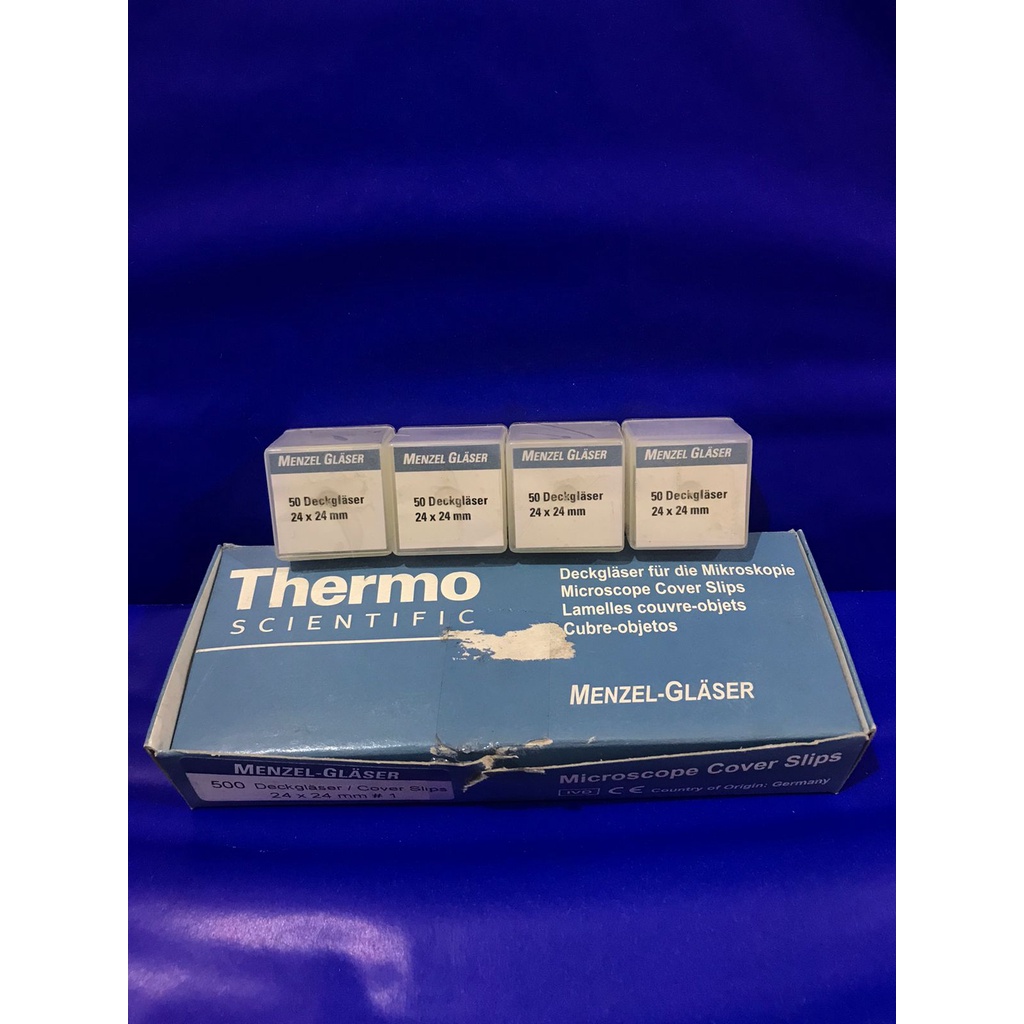 MENZEL GLÄSER
50 Deckgläser
24 x 24 mm
MENZEL GLÄSER
50 Deckgläser
24 x 24 mm
MENZEL GLÄSER
50 Deckgläser
24 x 24 mm
MENZEL GLÄSER
50 Deckgläser
24 x 24 mm
Thermo
SCIENTIFIC
Deckgläser für die Mikroskopie
Microscope Cover Slips
Lamelles couvre-objets
Cubre-objetos
MENZEL-GLÄSER
MENZEL-GLÄSER
500 Deckgläser / Cover Slips
24 x 24 mm # 1
Microscope Cover Slips
IVD CE Country of Origin: Germany